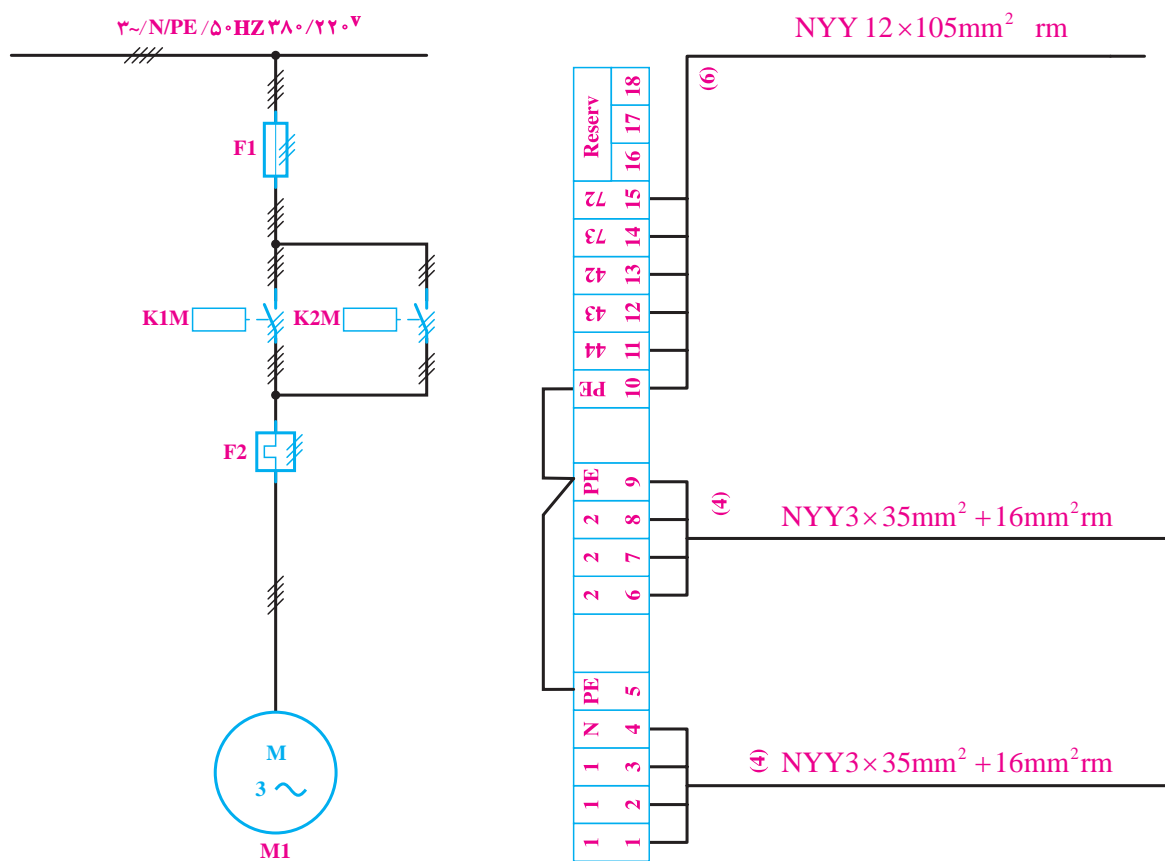 ۳~/N/PE/۵۰HZ۳۸۰/۲۲۰ᵛ
F1
K1M
K2M
F2
M
3 ~
M1
NYY 12×105mm² rm
(6)
Reserv
18
17
16
72 15
73 14
42 13
43 12
44 11
PE 10
PE 9
2 8
2 7
2 6
(4)
NYY3×35mm²+16mm²rm
PE 5
N 4
1 3
1 2
1 1
(4) NYY3×35mm²+16mm²rm